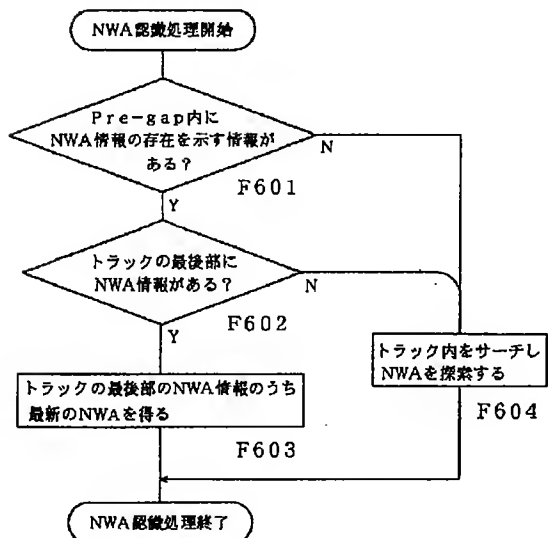 NWA認識処理開始
Pre-gap内に
NWA情報の存在を示す情報が
ある?
N
F601
Y
トラックの最後部に
NWA情報がある?
N
F602
Y
トラック内をサーチし
NWAを探索する
F604
トラックの最後部のNWA情報のうち
最新のNWAを得る
F603
NWA認識処理終了